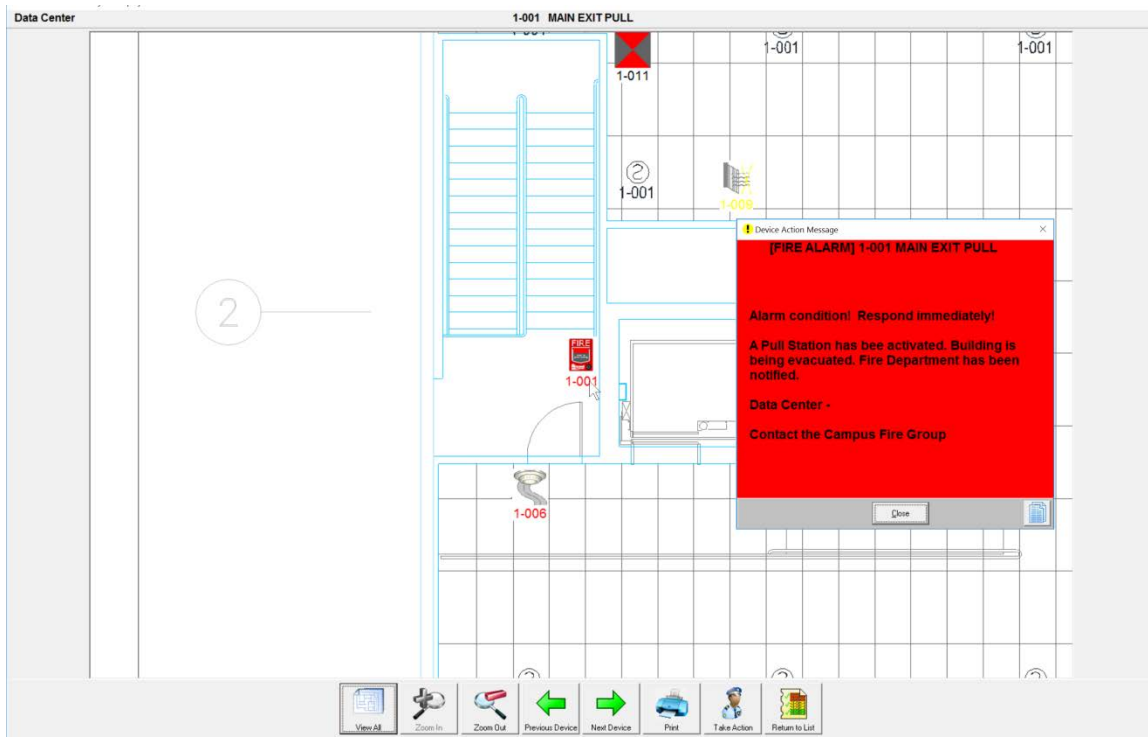 Data Center
1-001 MAIN EXIT PULL
1-001
1-001
1-011
2
1-001
1-009
Device Action Message
[FIRE ALARM] 1-001 MAIN EXIT PULL
Alarm condition! Respond immediately!
A Pull Station has bee activated. Building is
being evacuated. Fire Department has been
notified.
Data Center -
Contact the Campus Fire Group
Close
2
FIRE
1-001
1-006
View All
Zoom In
Zoom Out
Previous Device
Next Device
Print
Take Action
Return to List